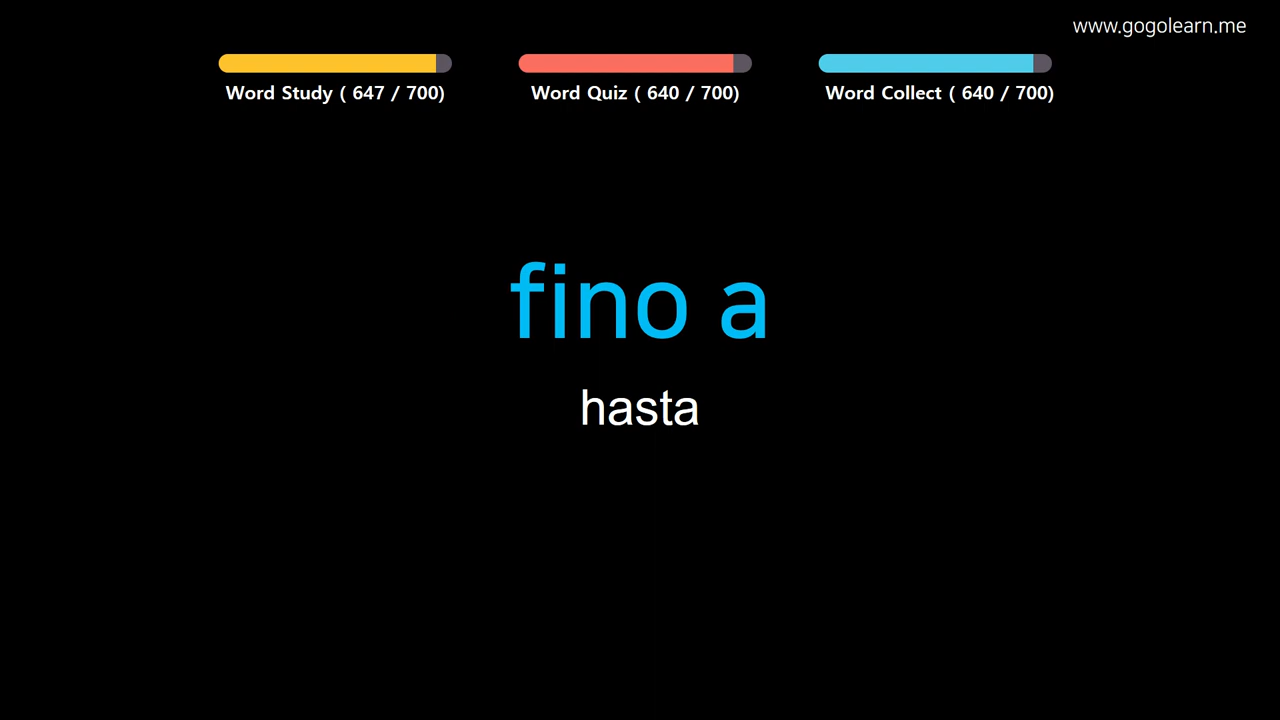 www.gogolearn.me
Word Study ( 647 / 700)
Word Quiz ( 640 / 700)
Word Collect ( 640 / 700)
fino a
hasta